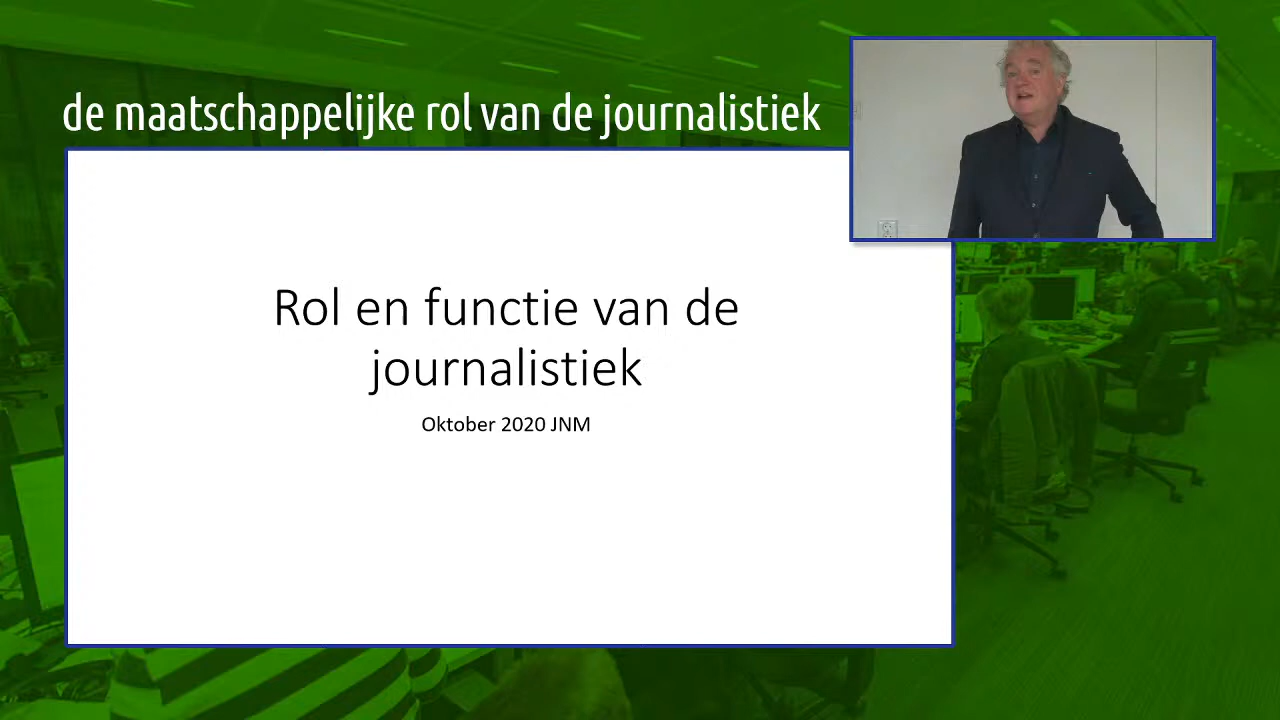 de maatschappelijke rol van de journalistiek
Rol en functie van de
journalistiek
Oktober 2020 JNM